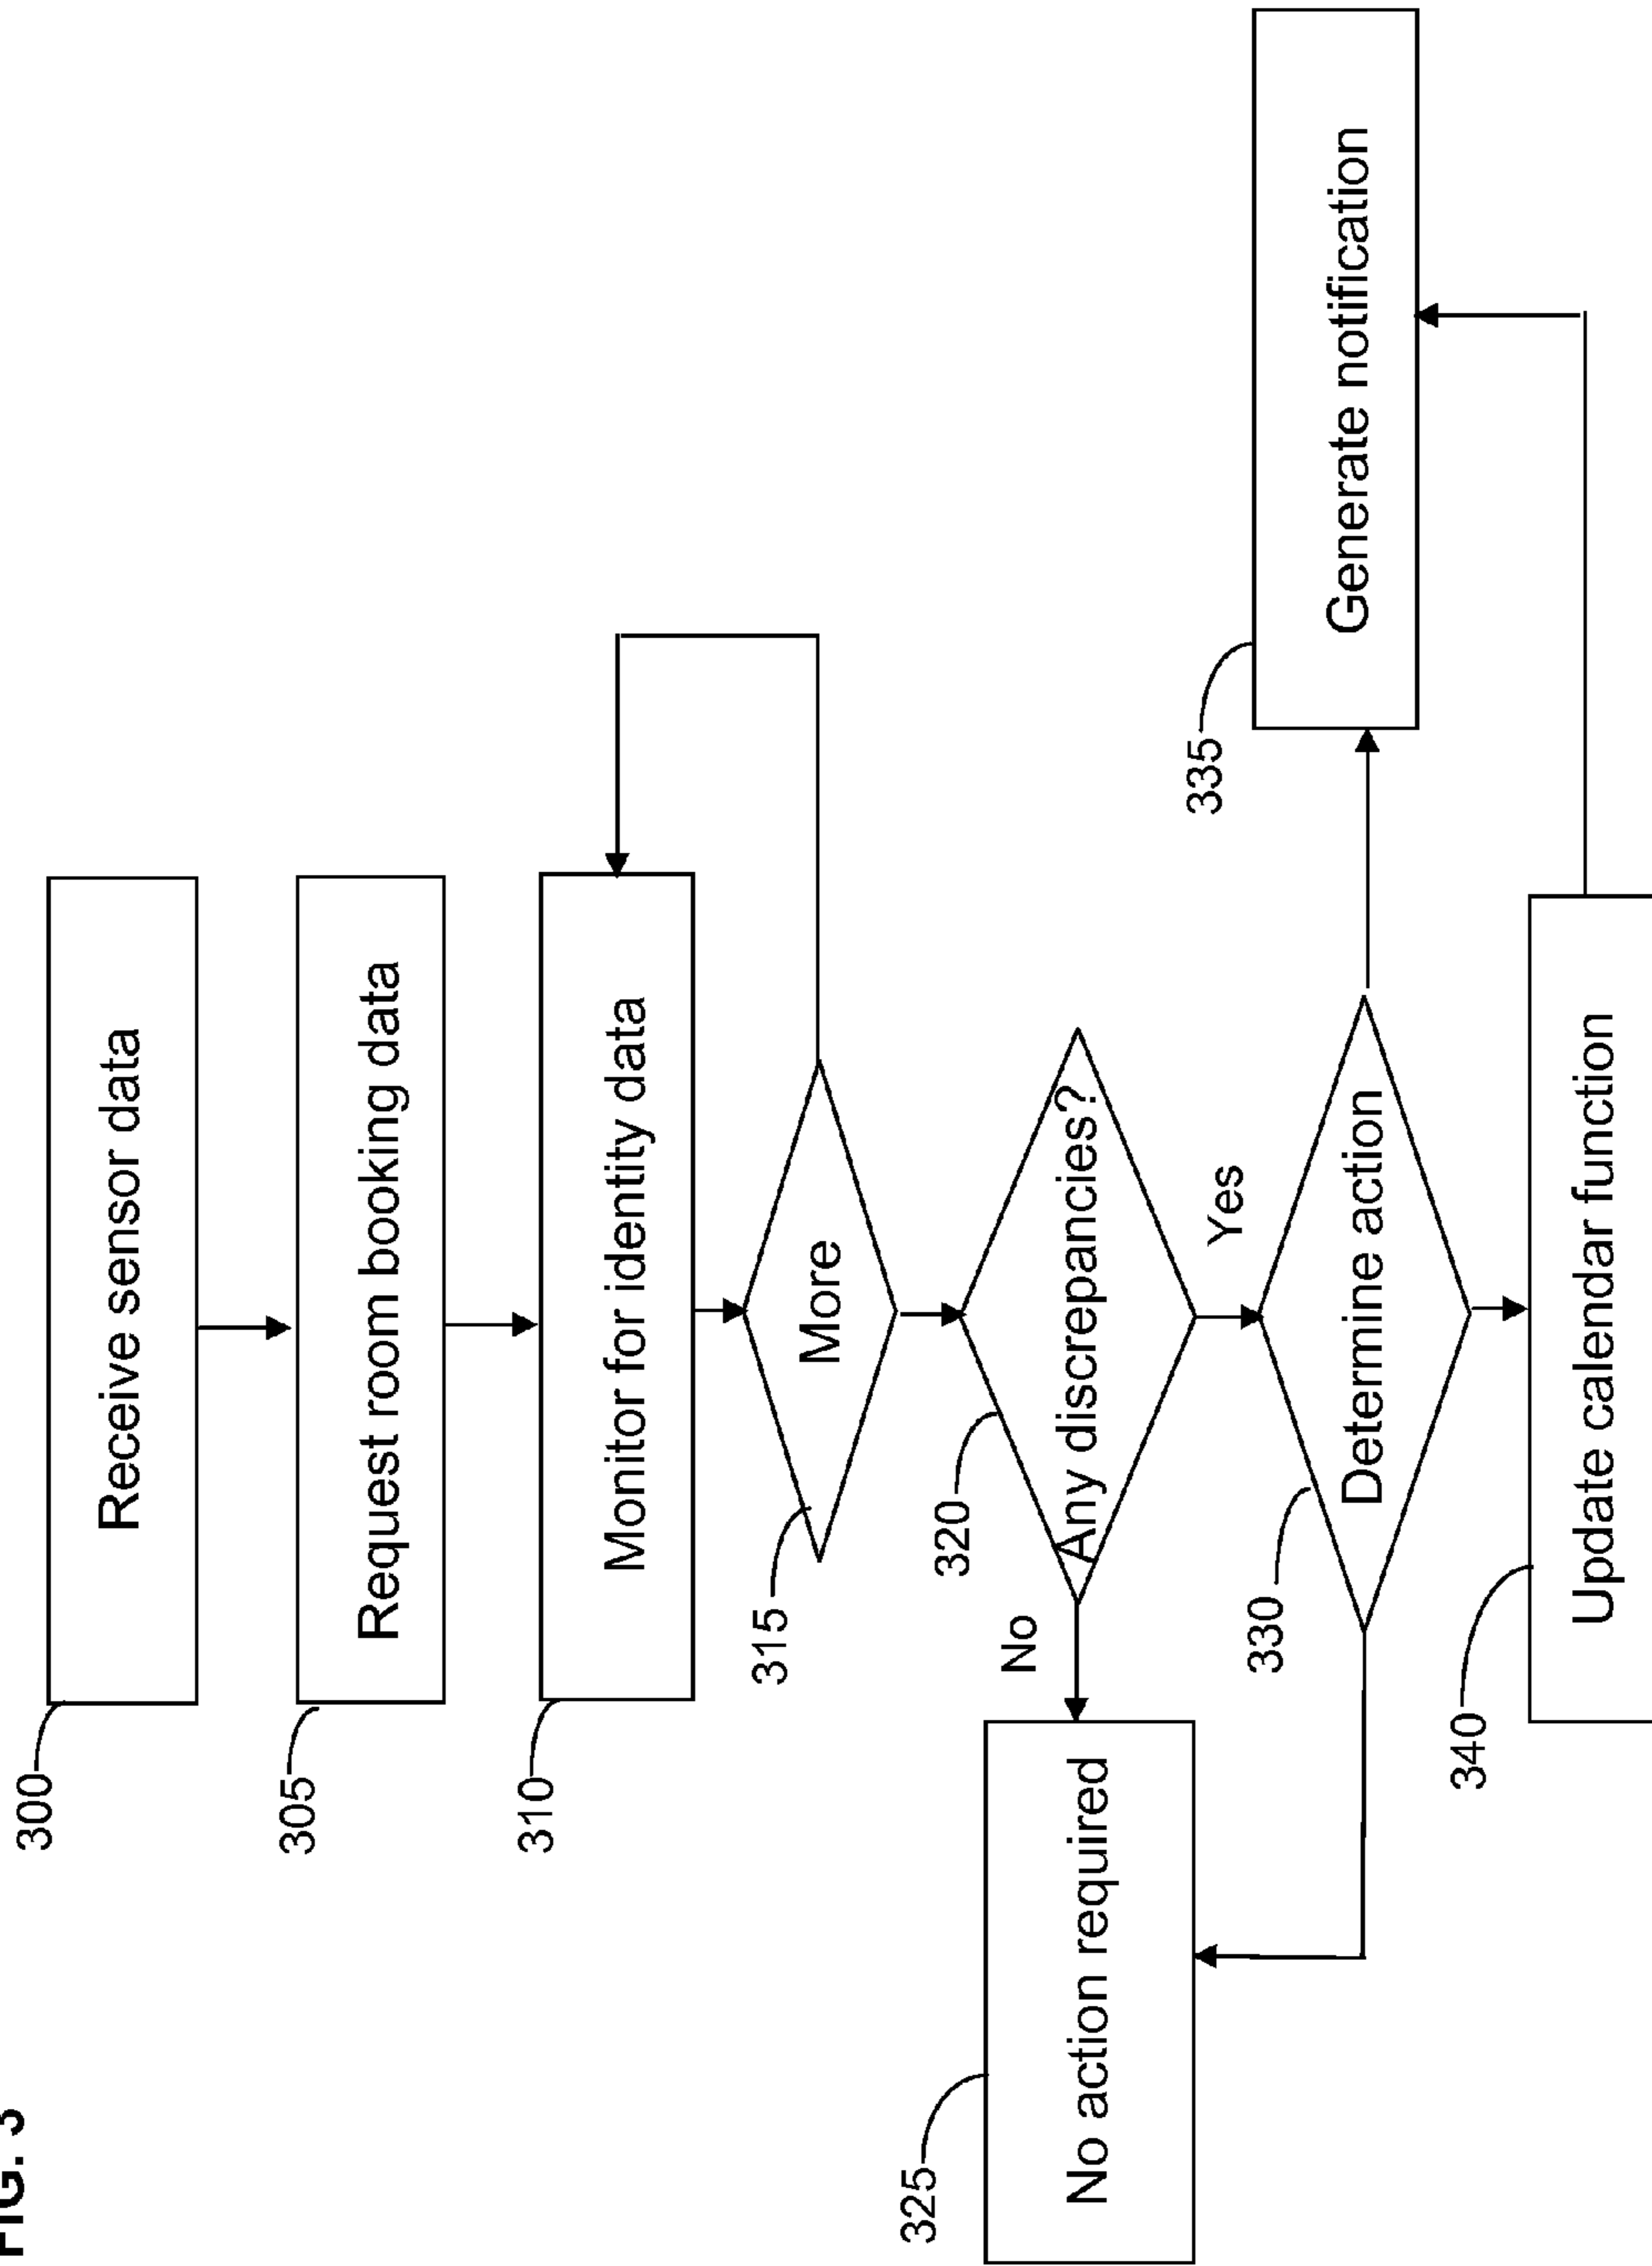 FIG. 3
300
Receive sensor data
305
Request room booking data
310
Monitor for identity data
315
More
320
Any discrepancies?
No
Yes
325
No action required
330
Determine action
335
Generate notification
340
Update calendar function